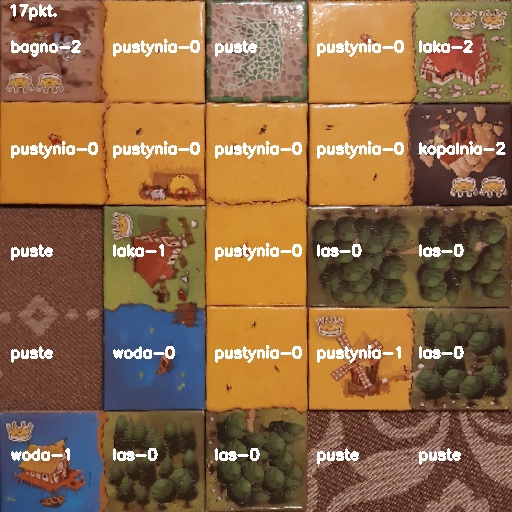 17pkt.
bagno-2 pustynia-0 puste pustynia-0 laka-2
pustynia-0 pustynia-0 pustynia-0 pustynia-0 kopalnia-2
puste laka-1 pustynia-0 las-0 las-0
puste woda-0 pustynia-0 pustynia-1 las-0
woda-1 las-0 las-0 puste puste